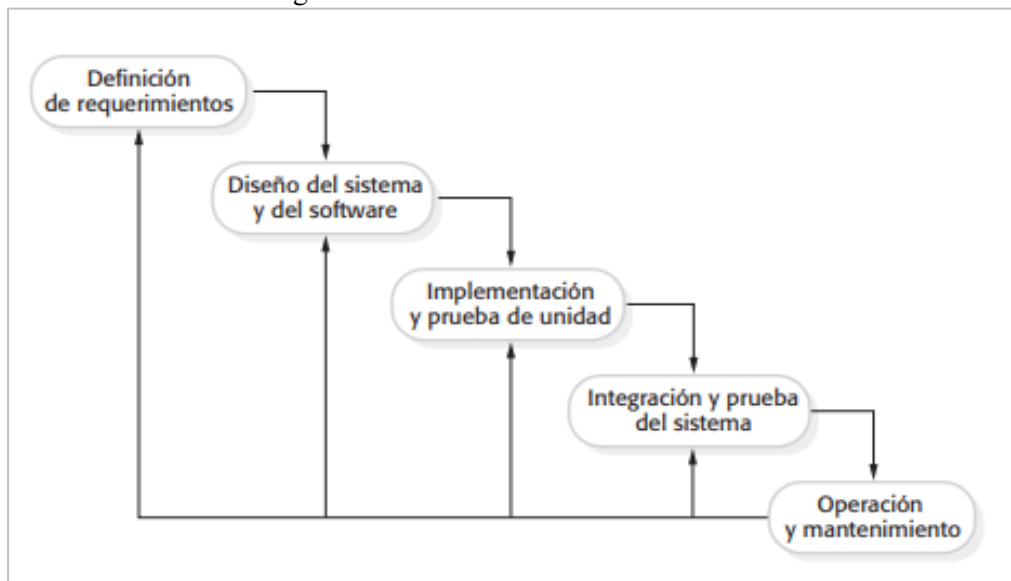 Definición
de requerimientos
Diseño del sistema
y del software
Implementación
y prueba de unidad
Integración y prueba
del sistema
Operación
y mantenimiento